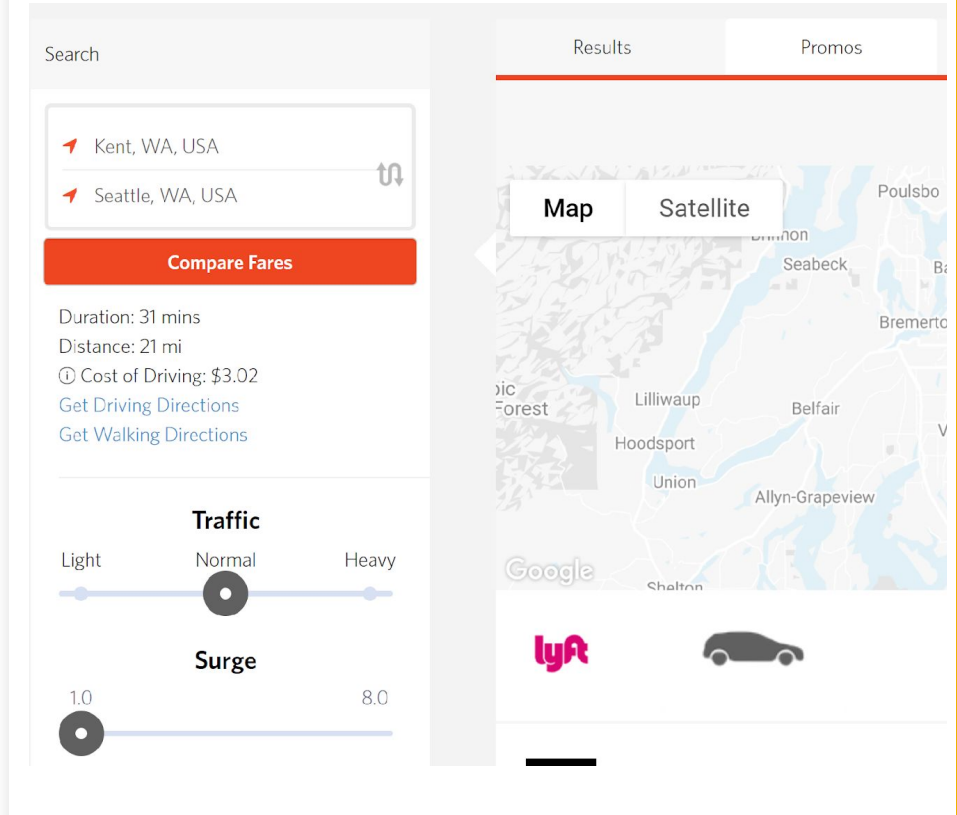 Search
Kent, WA, USA
Seattle, WA, USA
Compare Fares
Duration: 31 mins
Distance: 21 mi
Cost of Driving: $3.02
Get Driving Directions
Get Walking Directions
Traffic
Light Normal Heavy
Surge
1.0 8.0
Results Promos
Map Satellite
Poulsbo
Seabeck
Lilliwaup
Forest
Belfair
Hoodsport
Union
Allyn-Grapeview
Google
Shelton
lyft